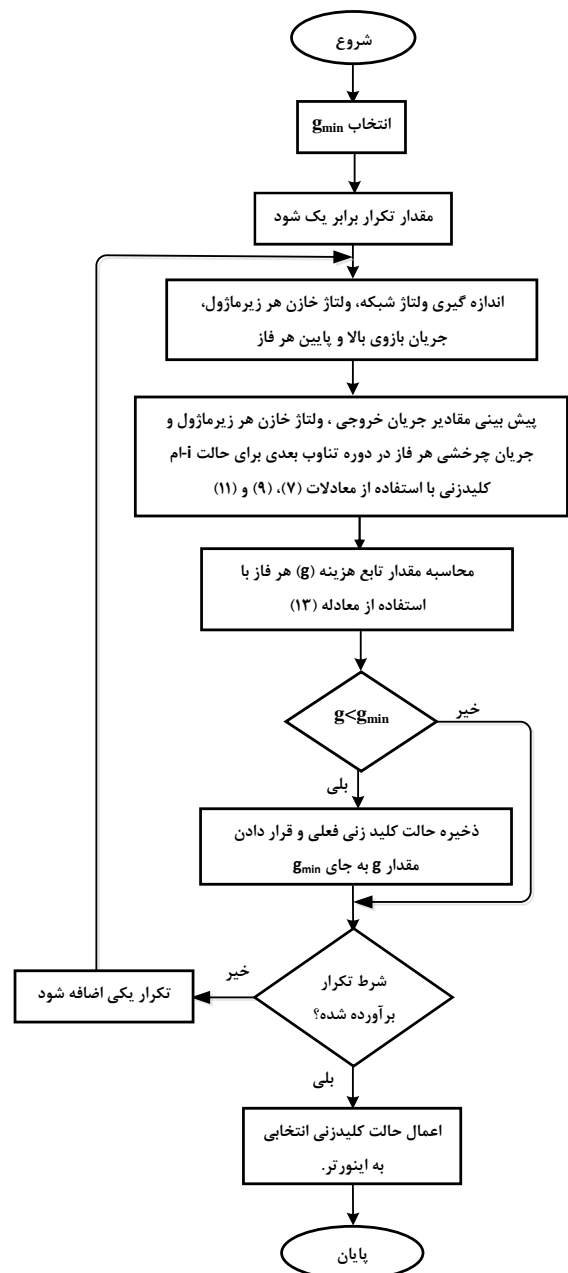 شروع
انتخاب gmin
مقدار تکرار برابر یک شود
اندازه گیری ولتاژ شبکه، ولتاژ خازن هر زیرماژول،
جریان بازوی بالا و پایین هر فاز
پیش بینی مقادیر جریان خروجی ، ولتاژ خازن هر زیرماژول و
جریان چرخشی هر فاز در دوره تناوب بعدی برای حالت i-ام
کلیدزنی با استفاده از معادلات (۷)، (۹) و (۱۱)
محاسبه مقدار تابع هزینه (g) هر فاز با
استفاده از معادله (۱۳)
g<gmin
خیر
بلی
ذخیره حالت کلید زنی فعلی و قرار دادن
مقدار g به جای gmin
شرط تکرار
برآورده شده؟
خیر
تکرار یکی اضافه شود
بلی
اعمال حالت کلیدزنی انتخابی
به اینورتر.
پایان